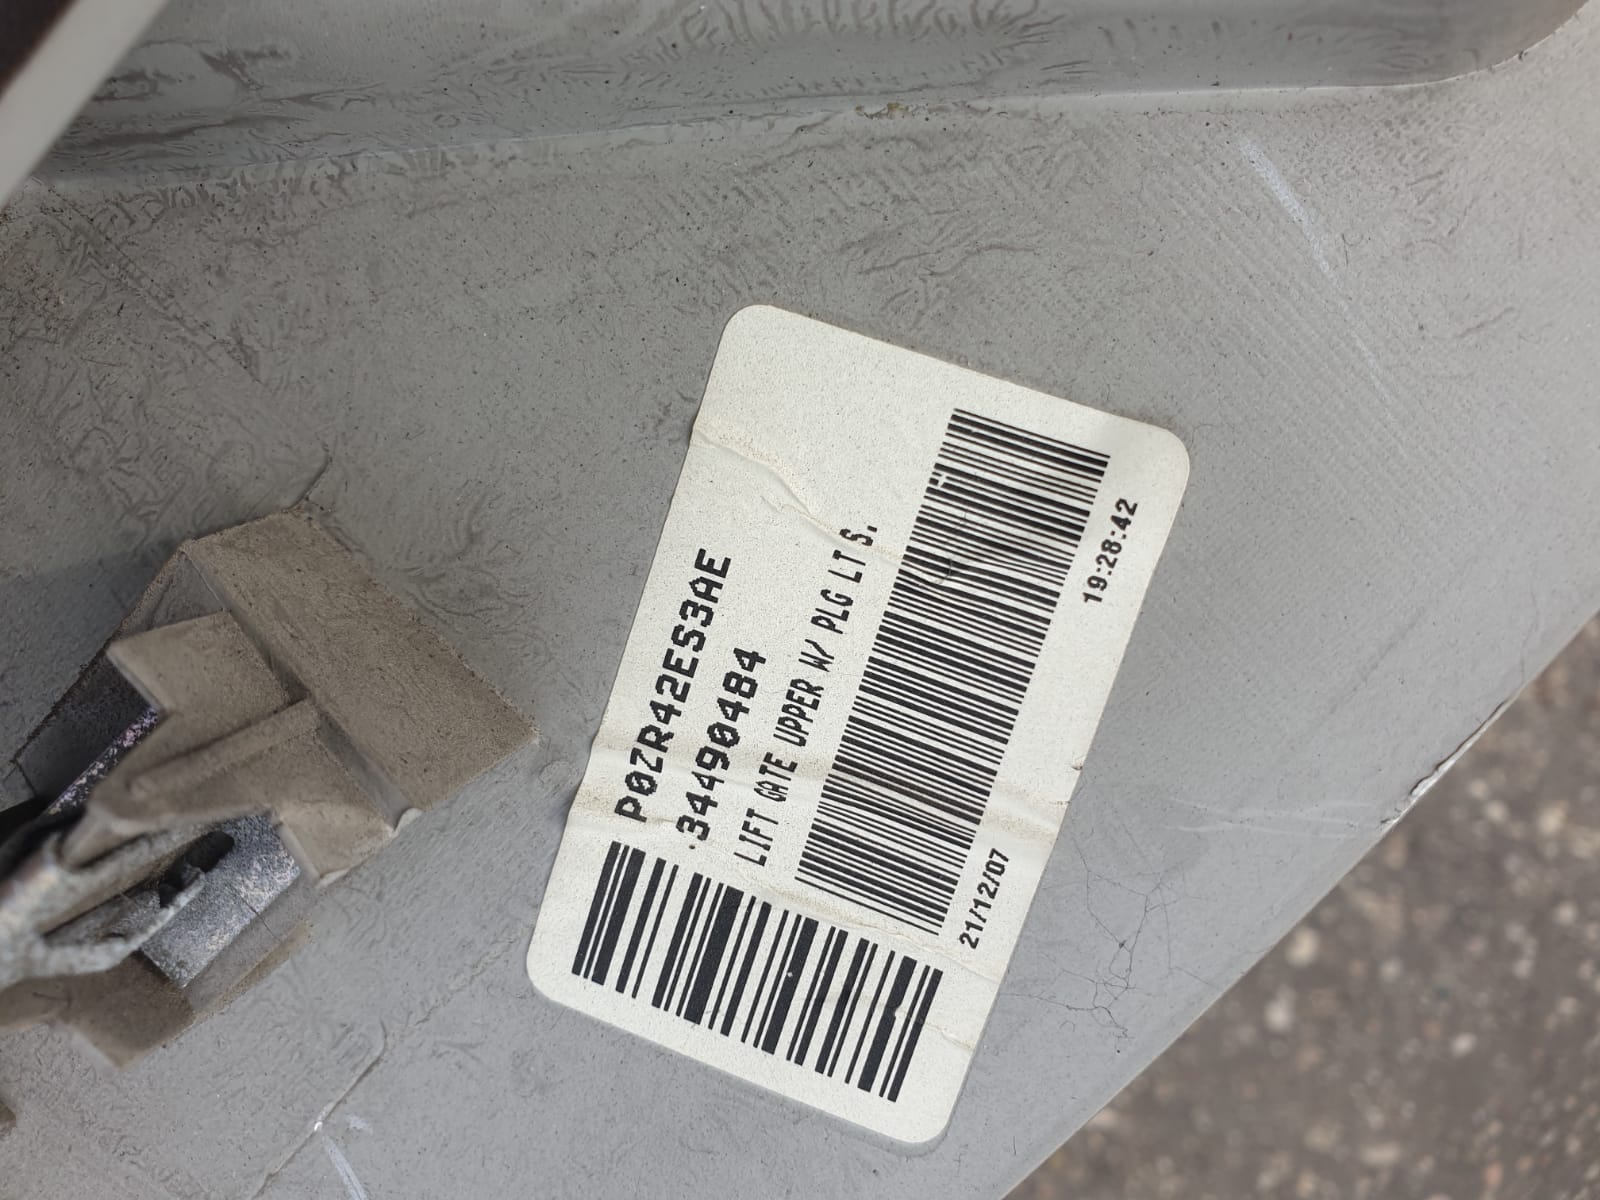 P0ZR42ES3AE
34490484
LIFT GATE UPPER W/ PLG LT S.
21/12/07
19:28:42